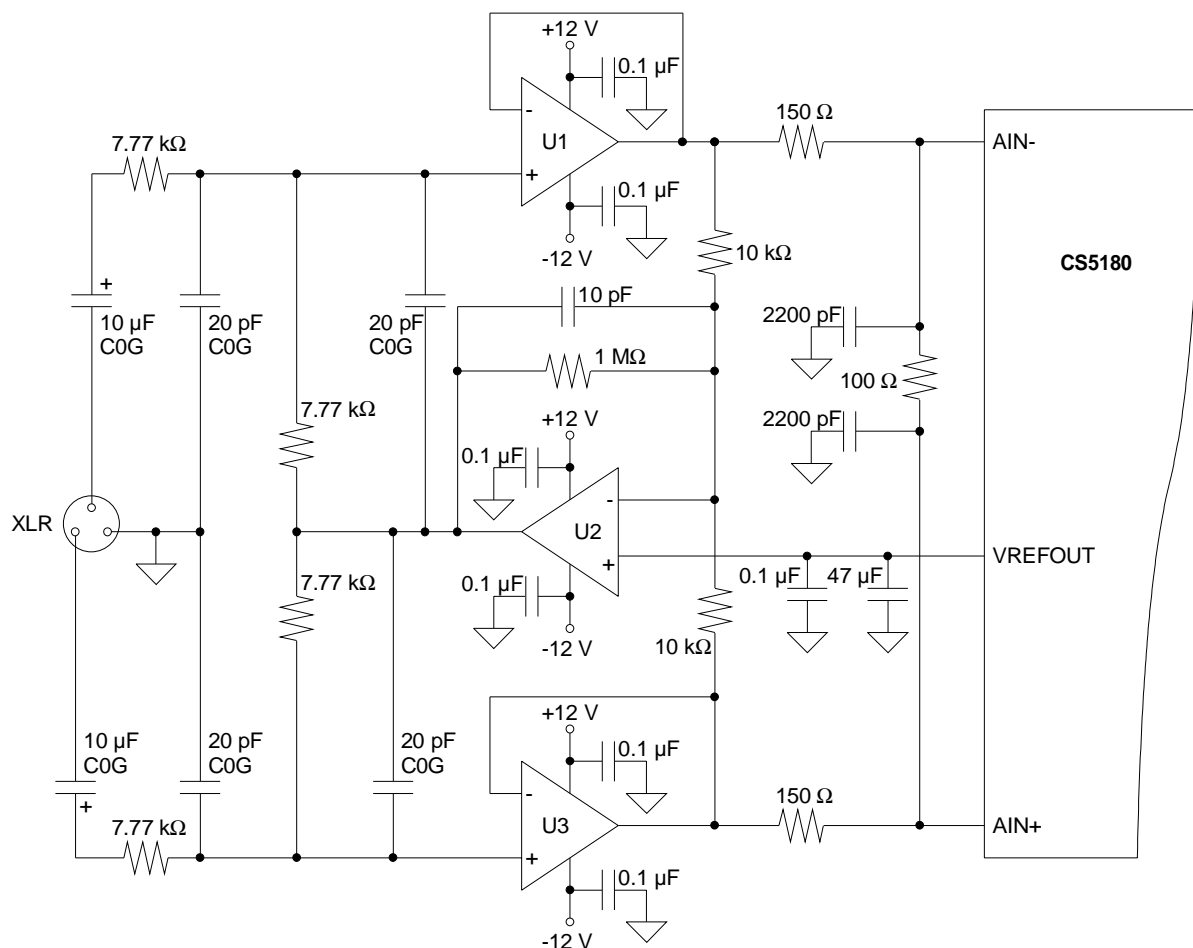 +12 V
0.1 µF
-
U1
+
0.1 µF
-12 V
7.77 kΩ
150 Ω
AIN-
10 kΩ
CS5180
+
10 µF
C0G
20 pF
C0G
20 pF
C0G
10 pF
1 MΩ
2200 pF
100 Ω
2200 pF
7.77 kΩ
+12 V
0.1 µF
-
U2
+
XLR
VREFOUT
7.77 kΩ
0.1 µF
0.1 µF
47 µF
-12 V
10 kΩ
10 µF
C0G
20 pF
C0G
20 pF
C0G
+
7.77 kΩ
+12 V
0.1 µF
-
U3
+
150 Ω
AIN+
0.1 µF
-12 V